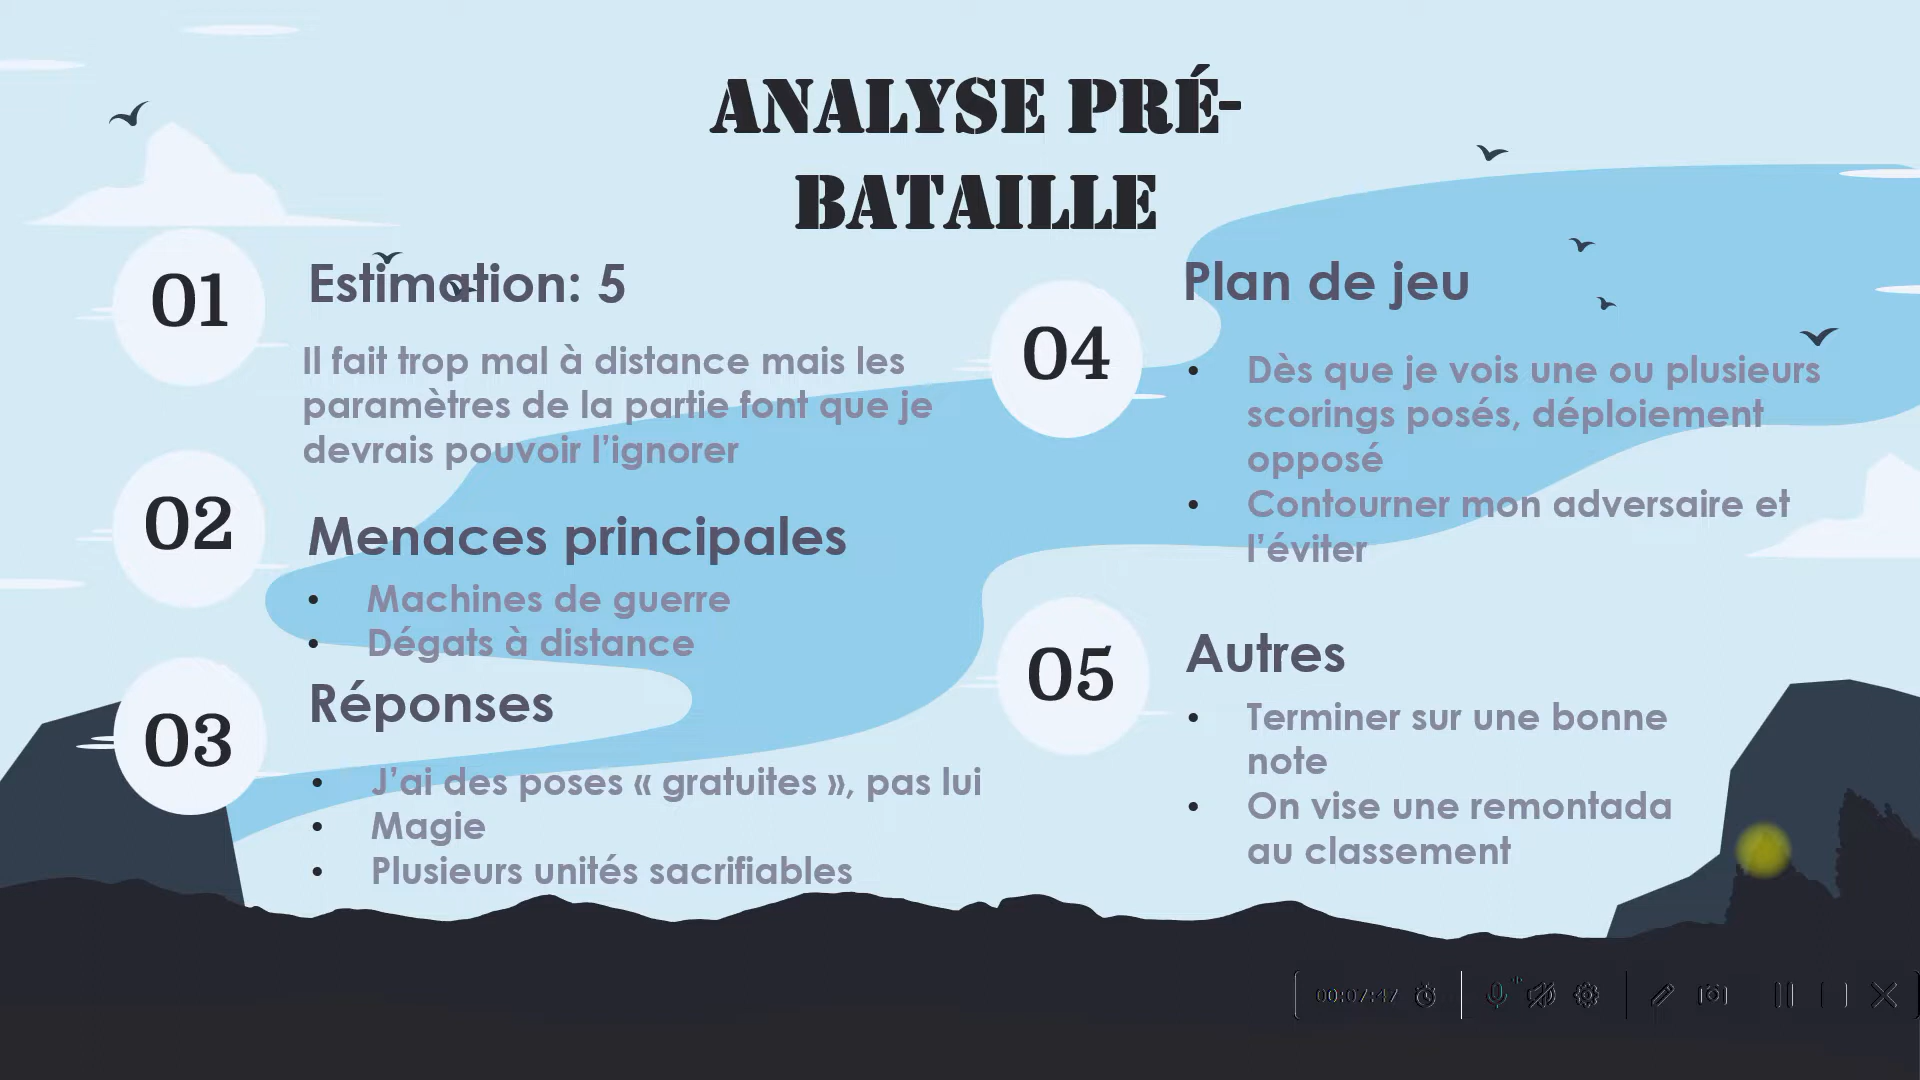 ANALYSE PRÉ-
BATAILLE
01
Estimation: 5
Il fait trop mal à distance mais les
paramètres de la partie font que je
devrais pouvoir l’ignorer
02
Menaces principales
• Machines de guerre
• Dégats à distance
03
Réponses
• J’ai des poses « gratuites », pas lui
• Magie
• Plusieurs unités sacrifiables
04
Plan de jeu
• Dès que je vois une ou plusieurs
scorings posés, déploiement
opposé
• Contourner mon adversaire et
l’éviter
05
Autres
• Terminer sur une bonne
note
• On vise une remontada
au classement
00:07:47